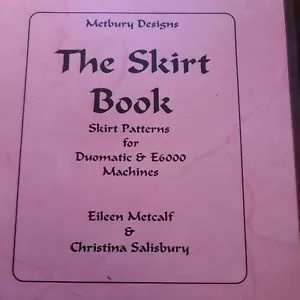 Metbury Designs
The Skirt
Book
Skirt Patterns
for
Duomatic & E6000
Machines
Eileen Metcalf
&
Christina Salisbury